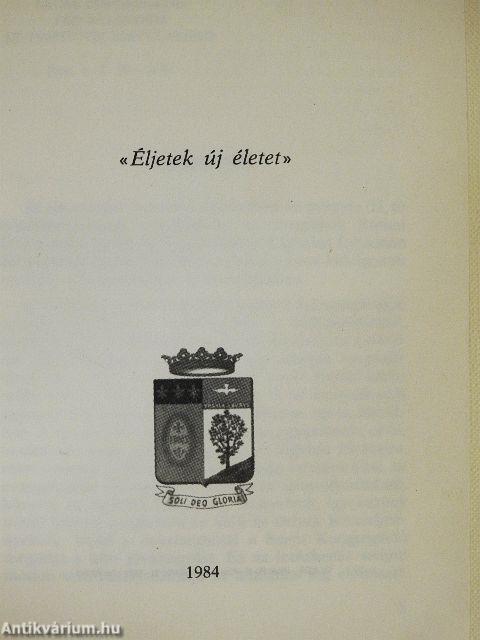 «Éljetek új életet»
SOLI DEO GLORIA
1984
Antikvárium.hu